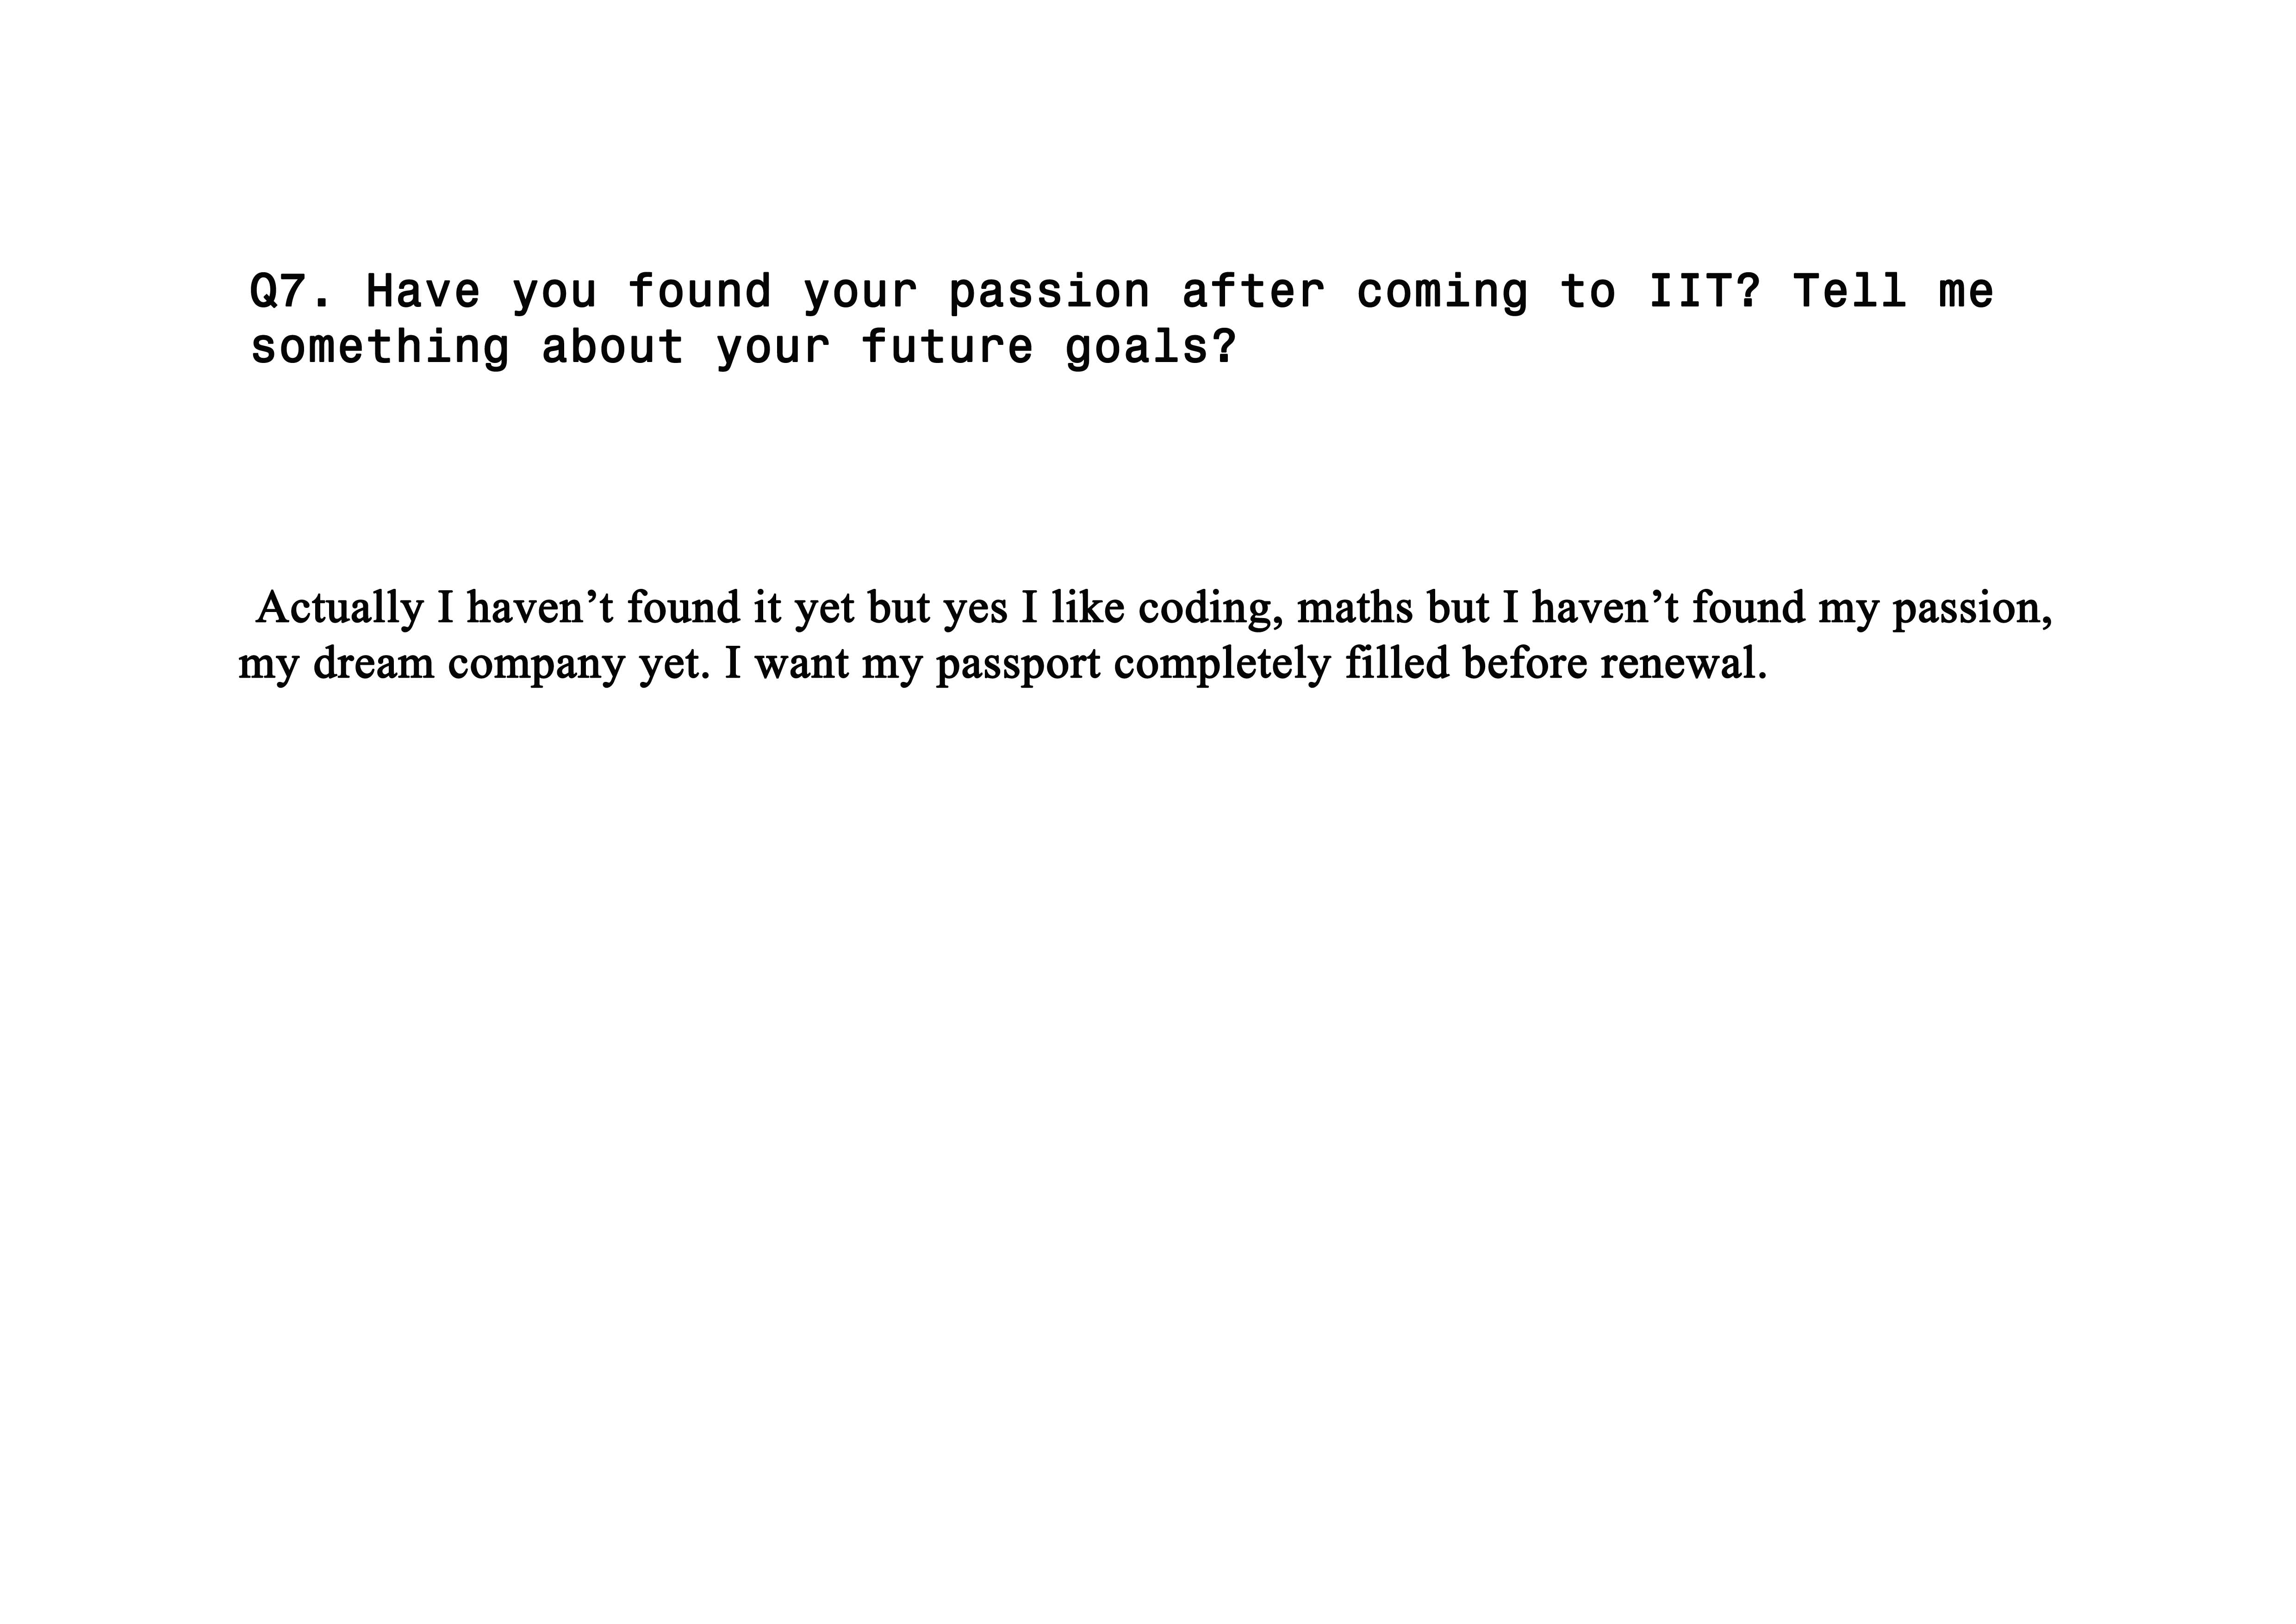 Q7. Have you found your passion after coming to IIT? Tell me
something about your future goals?
Actually I haven’t found it yet but yes I like coding, maths but I haven’t found my passion,
my dream company yet. I want my passport completely filled before renewal.